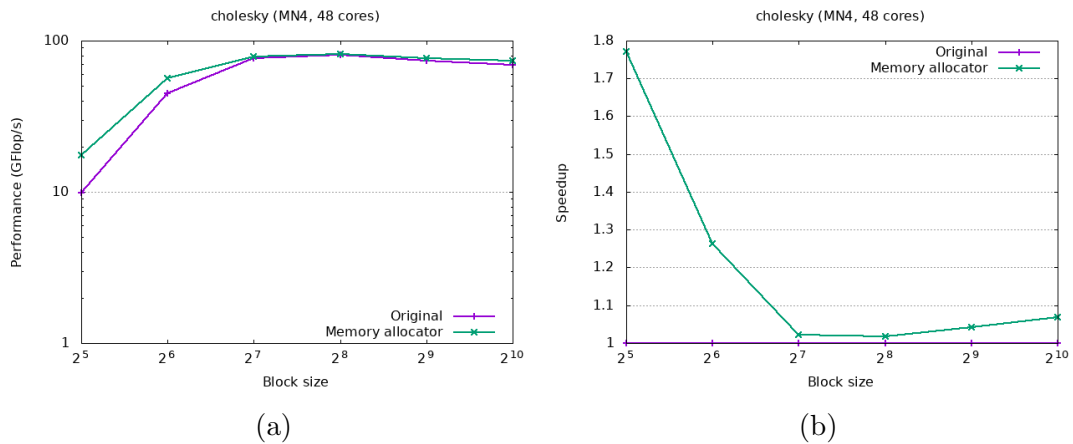 cholesky (MN4, 48 cores)
100
10
1
Performance (GFlop/s)
Original
Memory allocator
2^5 2^6 2^7 2^8 2^9 2^10
Block size
(a)
cholesky (MN4, 48 cores)
1.8
1.7
1.6
1.5
1.4
1.3
1.2
1.1
1
Speedup
Original
Memory allocator
2^5 2^6 2^7 2^8 2^9 2^10
Block size
(b)